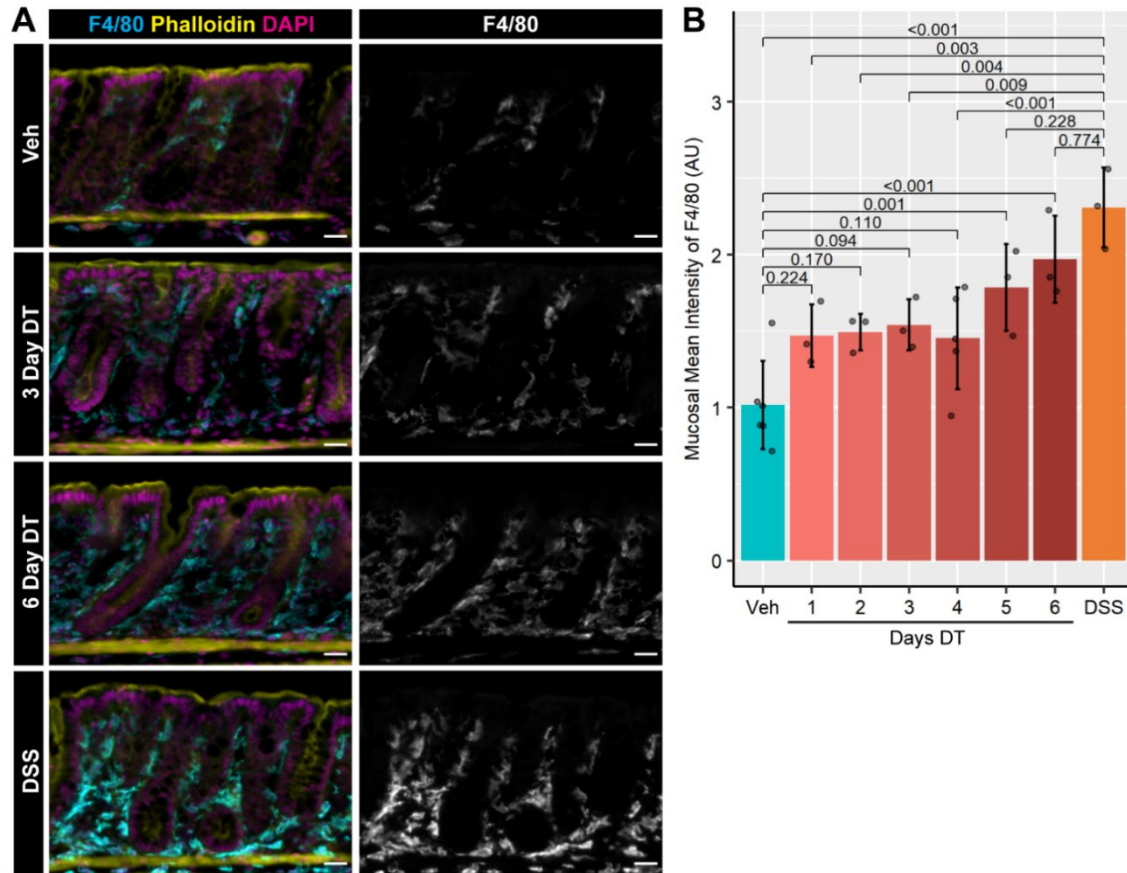 A
F4/80 Phalloidin DAPI
F4/80
Veh
3 Day DT
6 Day DT
DSS
B
Mucosal Mean Intensity of F4/80 (AU)
3
2
1
0
<0.001
0.003
0.004
0.009
<0.001
0.228
0.774
<0.001
0.001
0.110
0.094
0.170
0.224
Veh 1 2 3 4 5 6 DSS
Days DT